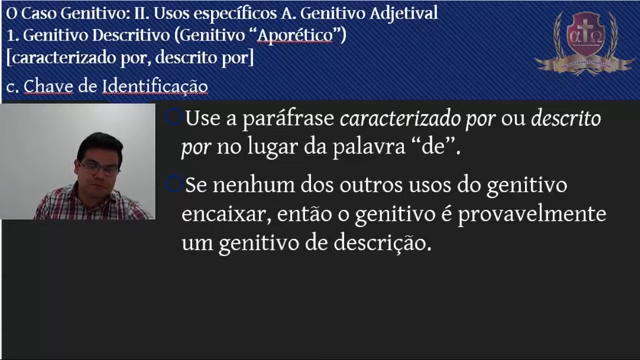 O Caso Genitivo: II. Usos específicos A. Genitivo Adjetival
1. Genitivo Descritivo (Genitivo “Aporético”)
[caracterizado por, descrito por]
c. Chave de Identificação
Use a paráfrase caracterizado por ou descrito
por no lugar da palavra “de”.
Se nenhum dos outros usos do genitivo
encaixar, então o genitivo é provavelmente
um genitivo de descrição.
α Ω